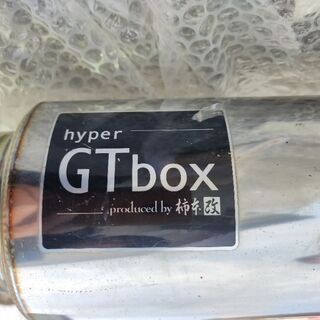 hyper
GTbox
produced by 柿本改